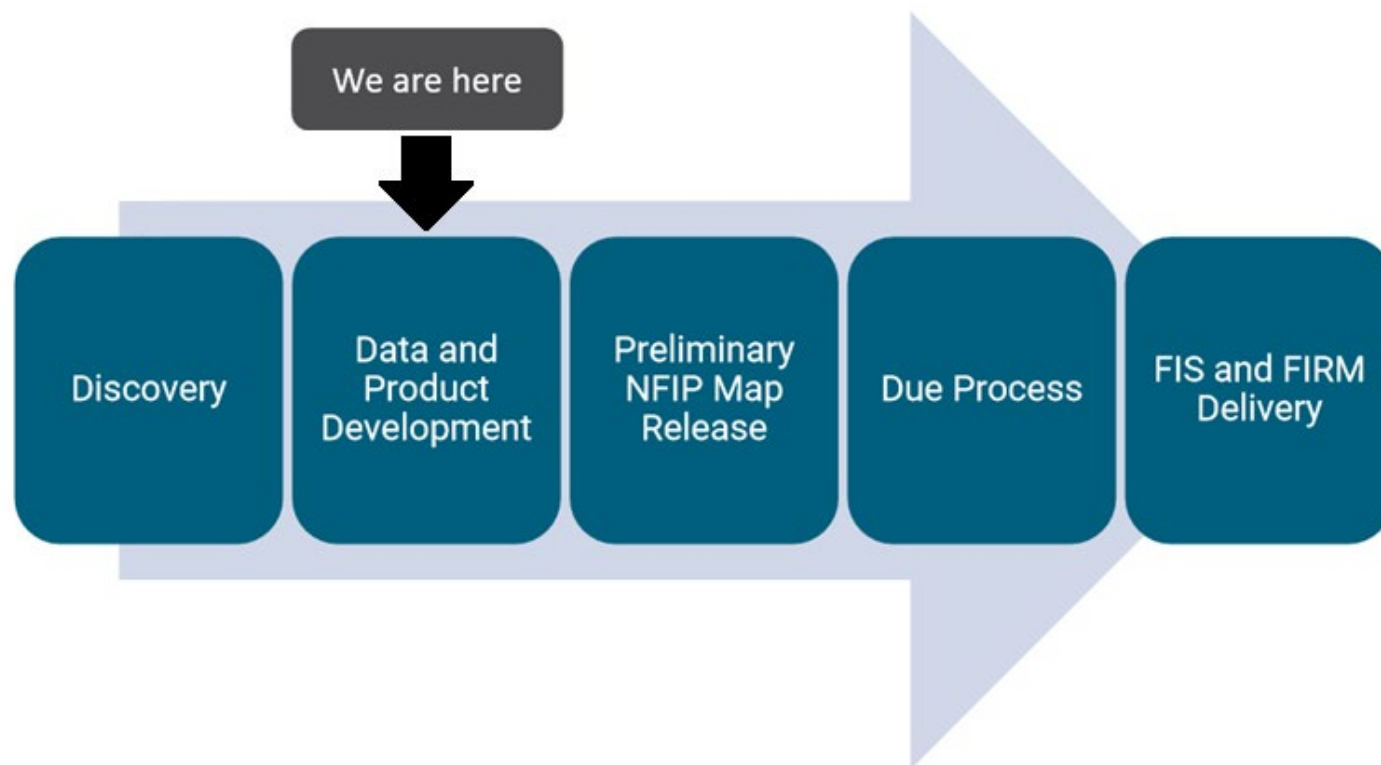 We are here
Discovery
Data and
Product
Development
Preliminary
NFIP Map
Release
Due Process
FIS and FIRM
Delivery